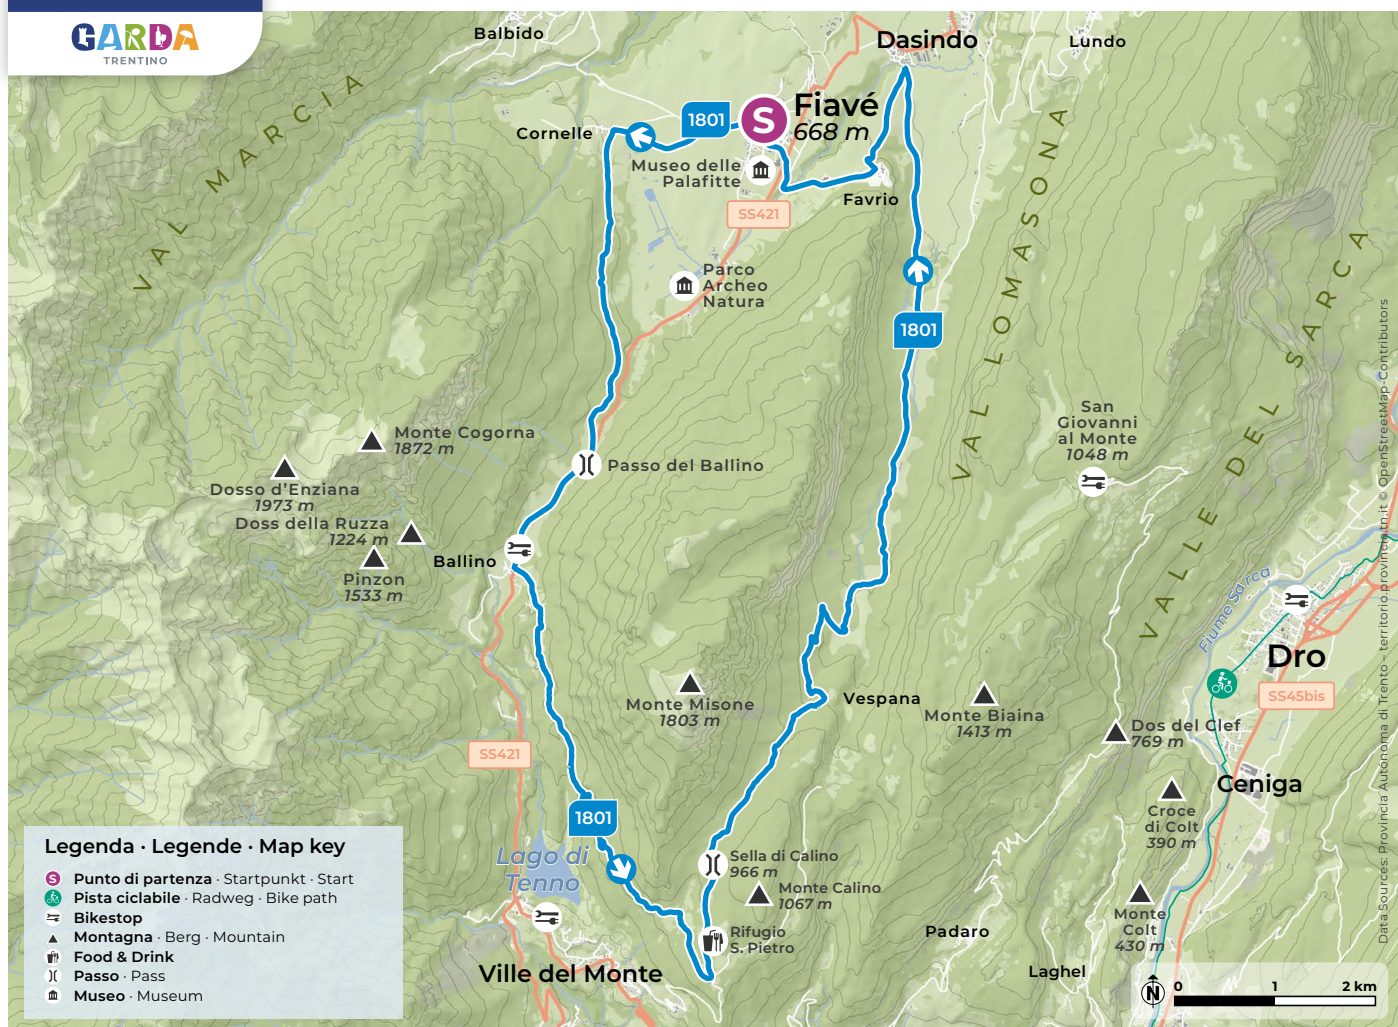 GARDA
TRENTINO
Balbido
Dasindo
Lundo
VAL MARCIA
1801
S
Fiavé
668 m
Cornelle
Museo delle
Palafitte
Favrio
SS421
VAL LOMASONA
VALLE DEL SARCA
Parco
Archeo
Natura
1801
Monte Cogorna
1872 m
San
Giovanni
al Monte
1048 m
Passo del Ballino
Dosso d'Enziana
1973 m
Doss della Ruzza
1224 m
Ballino
Pinzon
1533 m
Fiume Sarca
Dro
SS45bis
Monte Misone
1803 m
Vespana
Monte Biaina
1413 m
Dos del Clef
769 m
SS421
Ceniga
Croce
di Colt
390 m
1801
Lago di
Tenno
Sella di Calino
966 m
Monte Calino
1067 m
Monte
Colt
430 m
Rifugio
S. Pietro
Padaro
Laghel
Ville del Monte
Legenda · Legende · Map key
S Punto di partenza · Startpunkt · Start
Pista ciclabile · Radweg · Bike path
Bikestop
Montagna · Berg · Mountain
Food & Drink
Passo · Pass
Museo · Museum
N
0 1 2 km
Data Sources: Provincia Autonoma di Trento – territorio.provincia.tn.it © OpenStreetMap-Contributors